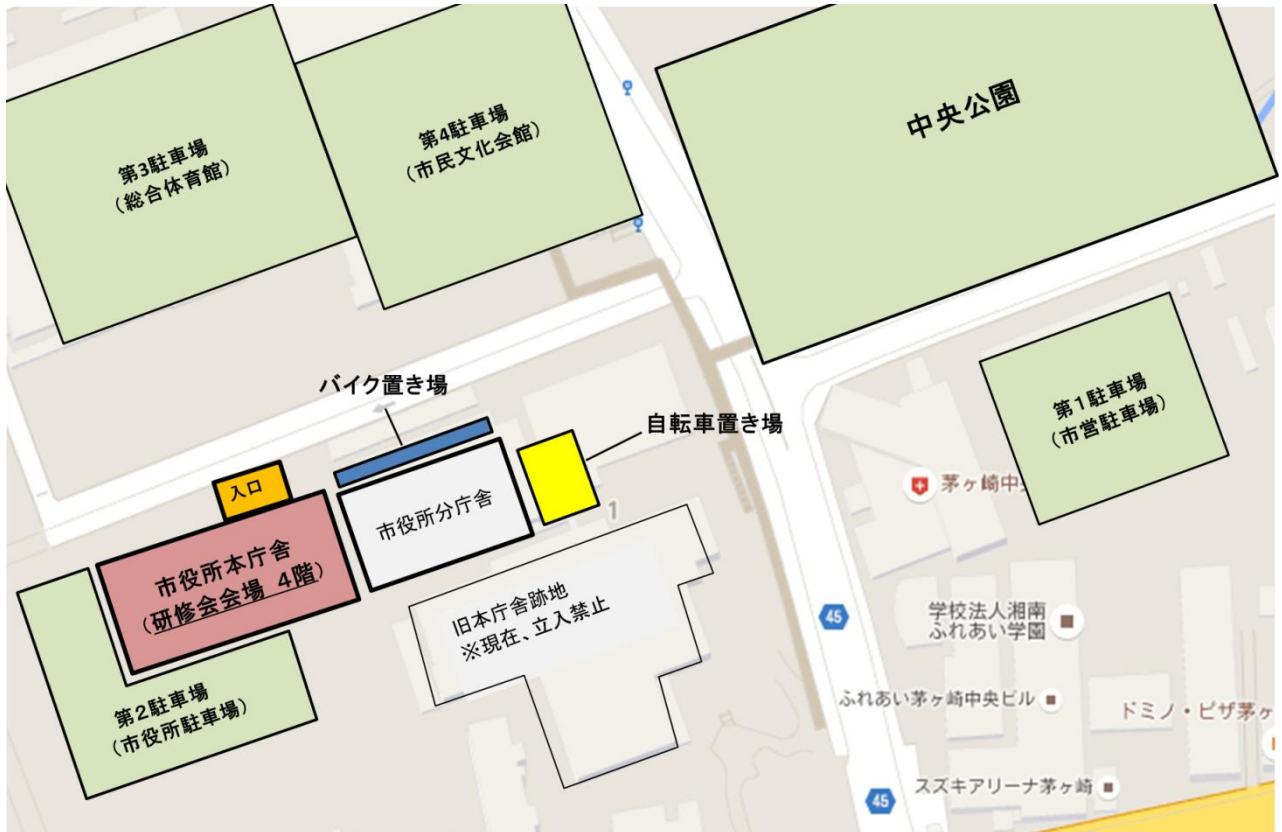 中央公園
第4駐車場
（市民文化会館）
第3駐車場
（総合体育館）
バイク置き場
自転車置き場
第1駐車場
（市営駐車場）
茅ヶ崎中
入口
市役所分庁舎
1
市役所本庁舎
（研修会会場 4階）
旧本庁舎跡地
※現在、立入禁止
45
学校法人湘南
ふれあい学園
第2駐車場
（市役所駐車場）
ふれあい茅ヶ崎中央ビル
ドミノ・ピザ茅ヶ
スズキアリーナ茅ヶ崎
45